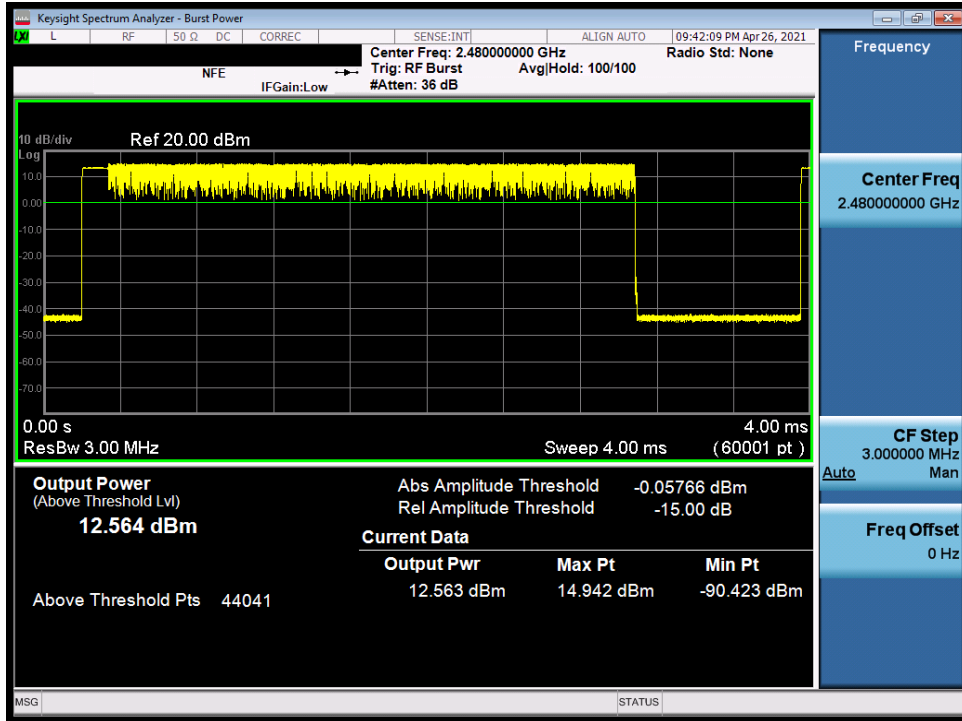 Keysight Spectrum Analyzer - Burst Power
LXI L RF 50 Ω DC CORREC SENSE:INT ALIGN AUTO 09:42:09 PM Apr 26, 2021
Center Freq: 2.480000000 GHz Radio Std: None
NFE Trig: RF Burst Avg|Hold: 100/100
IFGain:Low #Atten: 36 dB
10 dB/div Ref 20.00 dBm
Log
10.0
0.00
-10.0
-20.0
-30.0
-40.0
-50.0
-60.0
-70.0
0.00 s 4.00 ms
ResBw 3.00 MHz Sweep 4.00 ms (60001 pt)
Output Power
(Above Threshold Lvl)
12.564 dBm
Abs Amplitude Threshold -0.05766 dBm
Rel Amplitude Threshold -15.00 dB
Current Data
Output Pwr Max Pt Min Pt
12.563 dBm 14.942 dBm -90.423 dBm
Above Threshold Pts 44041
MSG STATUS
Frequency
Center Freq
2.480000000 GHz
CF Step
3.000000 MHz
Auto Man
Freq Offset
0 Hz